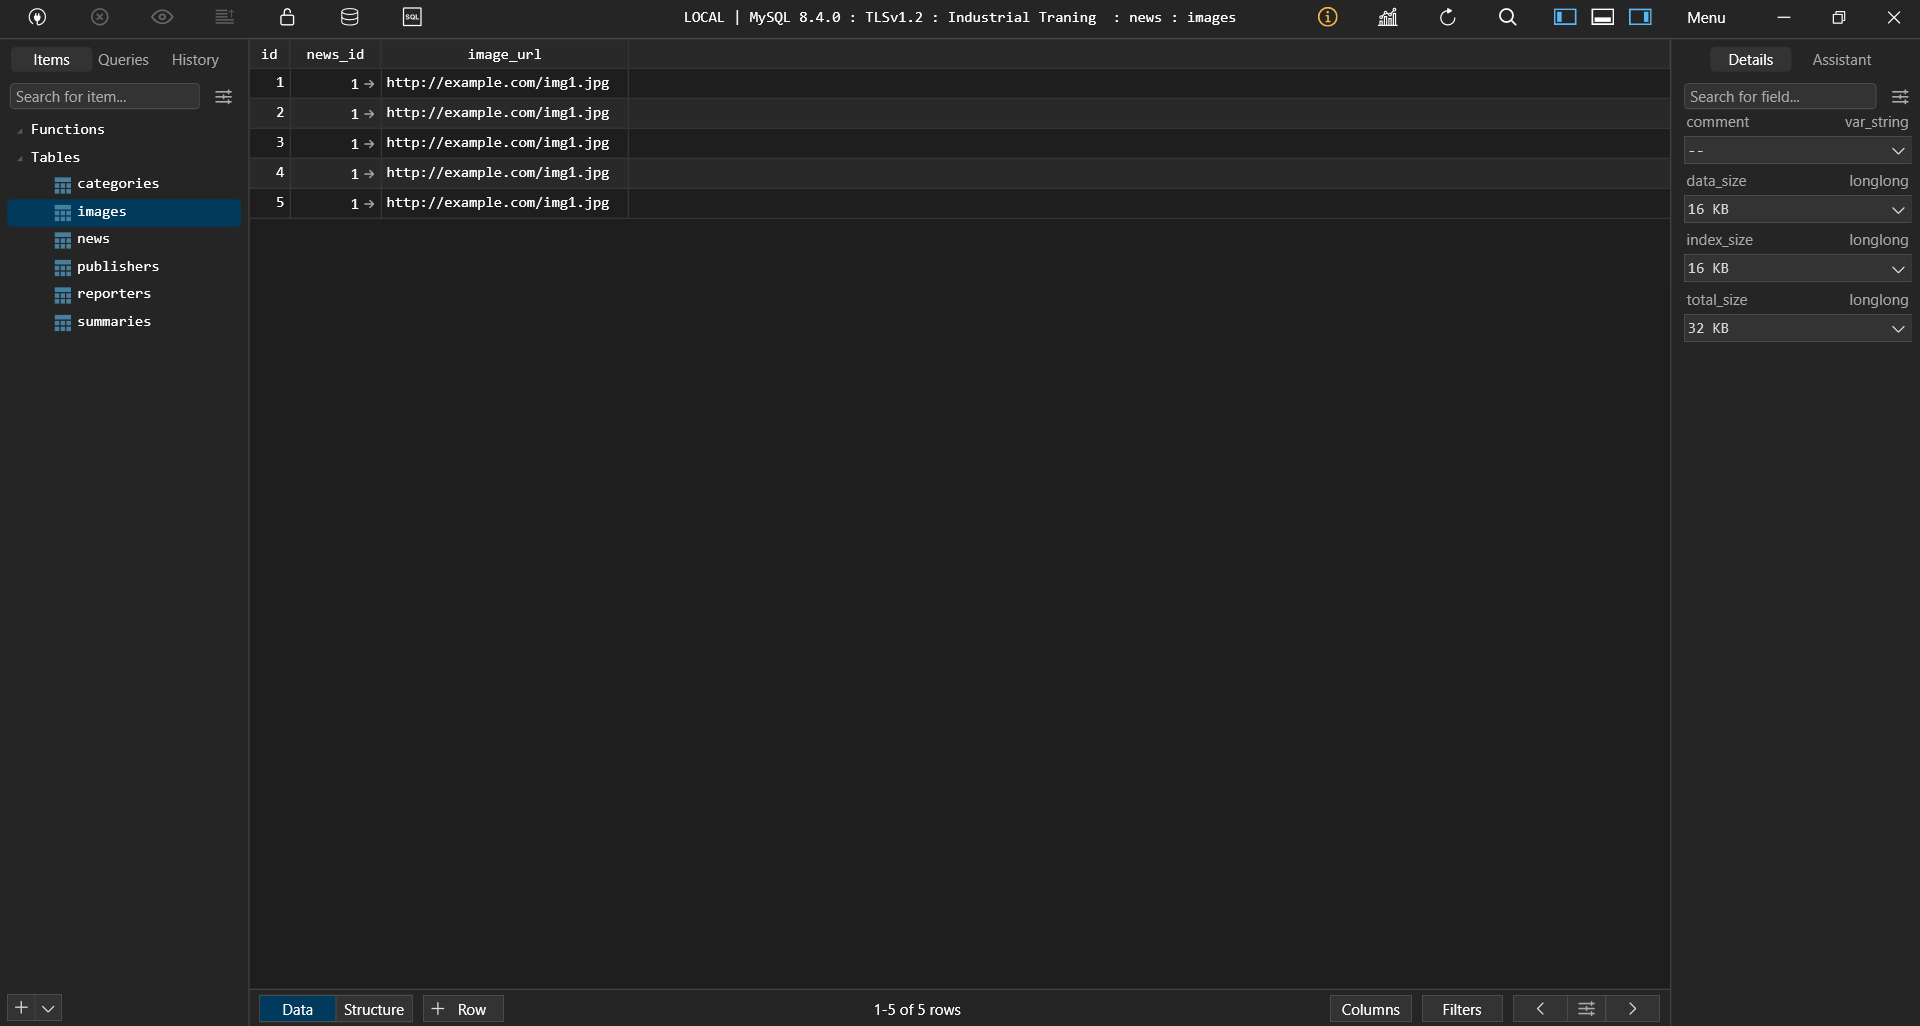 SQL
LOCAL | MySQL 8.4.0 : TLSv1.2 : Industrial Traning : news : images
Menu
Items Queries History
Search for item...
Functions
Tables
categories
images
news
publishers
reporters
summaries
id news_id image_url
1 1 → http://example.com/img1.jpg
2 1 → http://example.com/img1.jpg
3 1 → http://example.com/img1.jpg
4 1 → http://example.com/img1.jpg
5 1 → http://example.com/img1.jpg
Details Assistant
Search for field...
comment var_string
--
data_size longlong
16 KB
index_size longlong
16 KB
total_size longlong
32 KB
Data Structure + Row
1-5 of 5 rows
Columns Filters